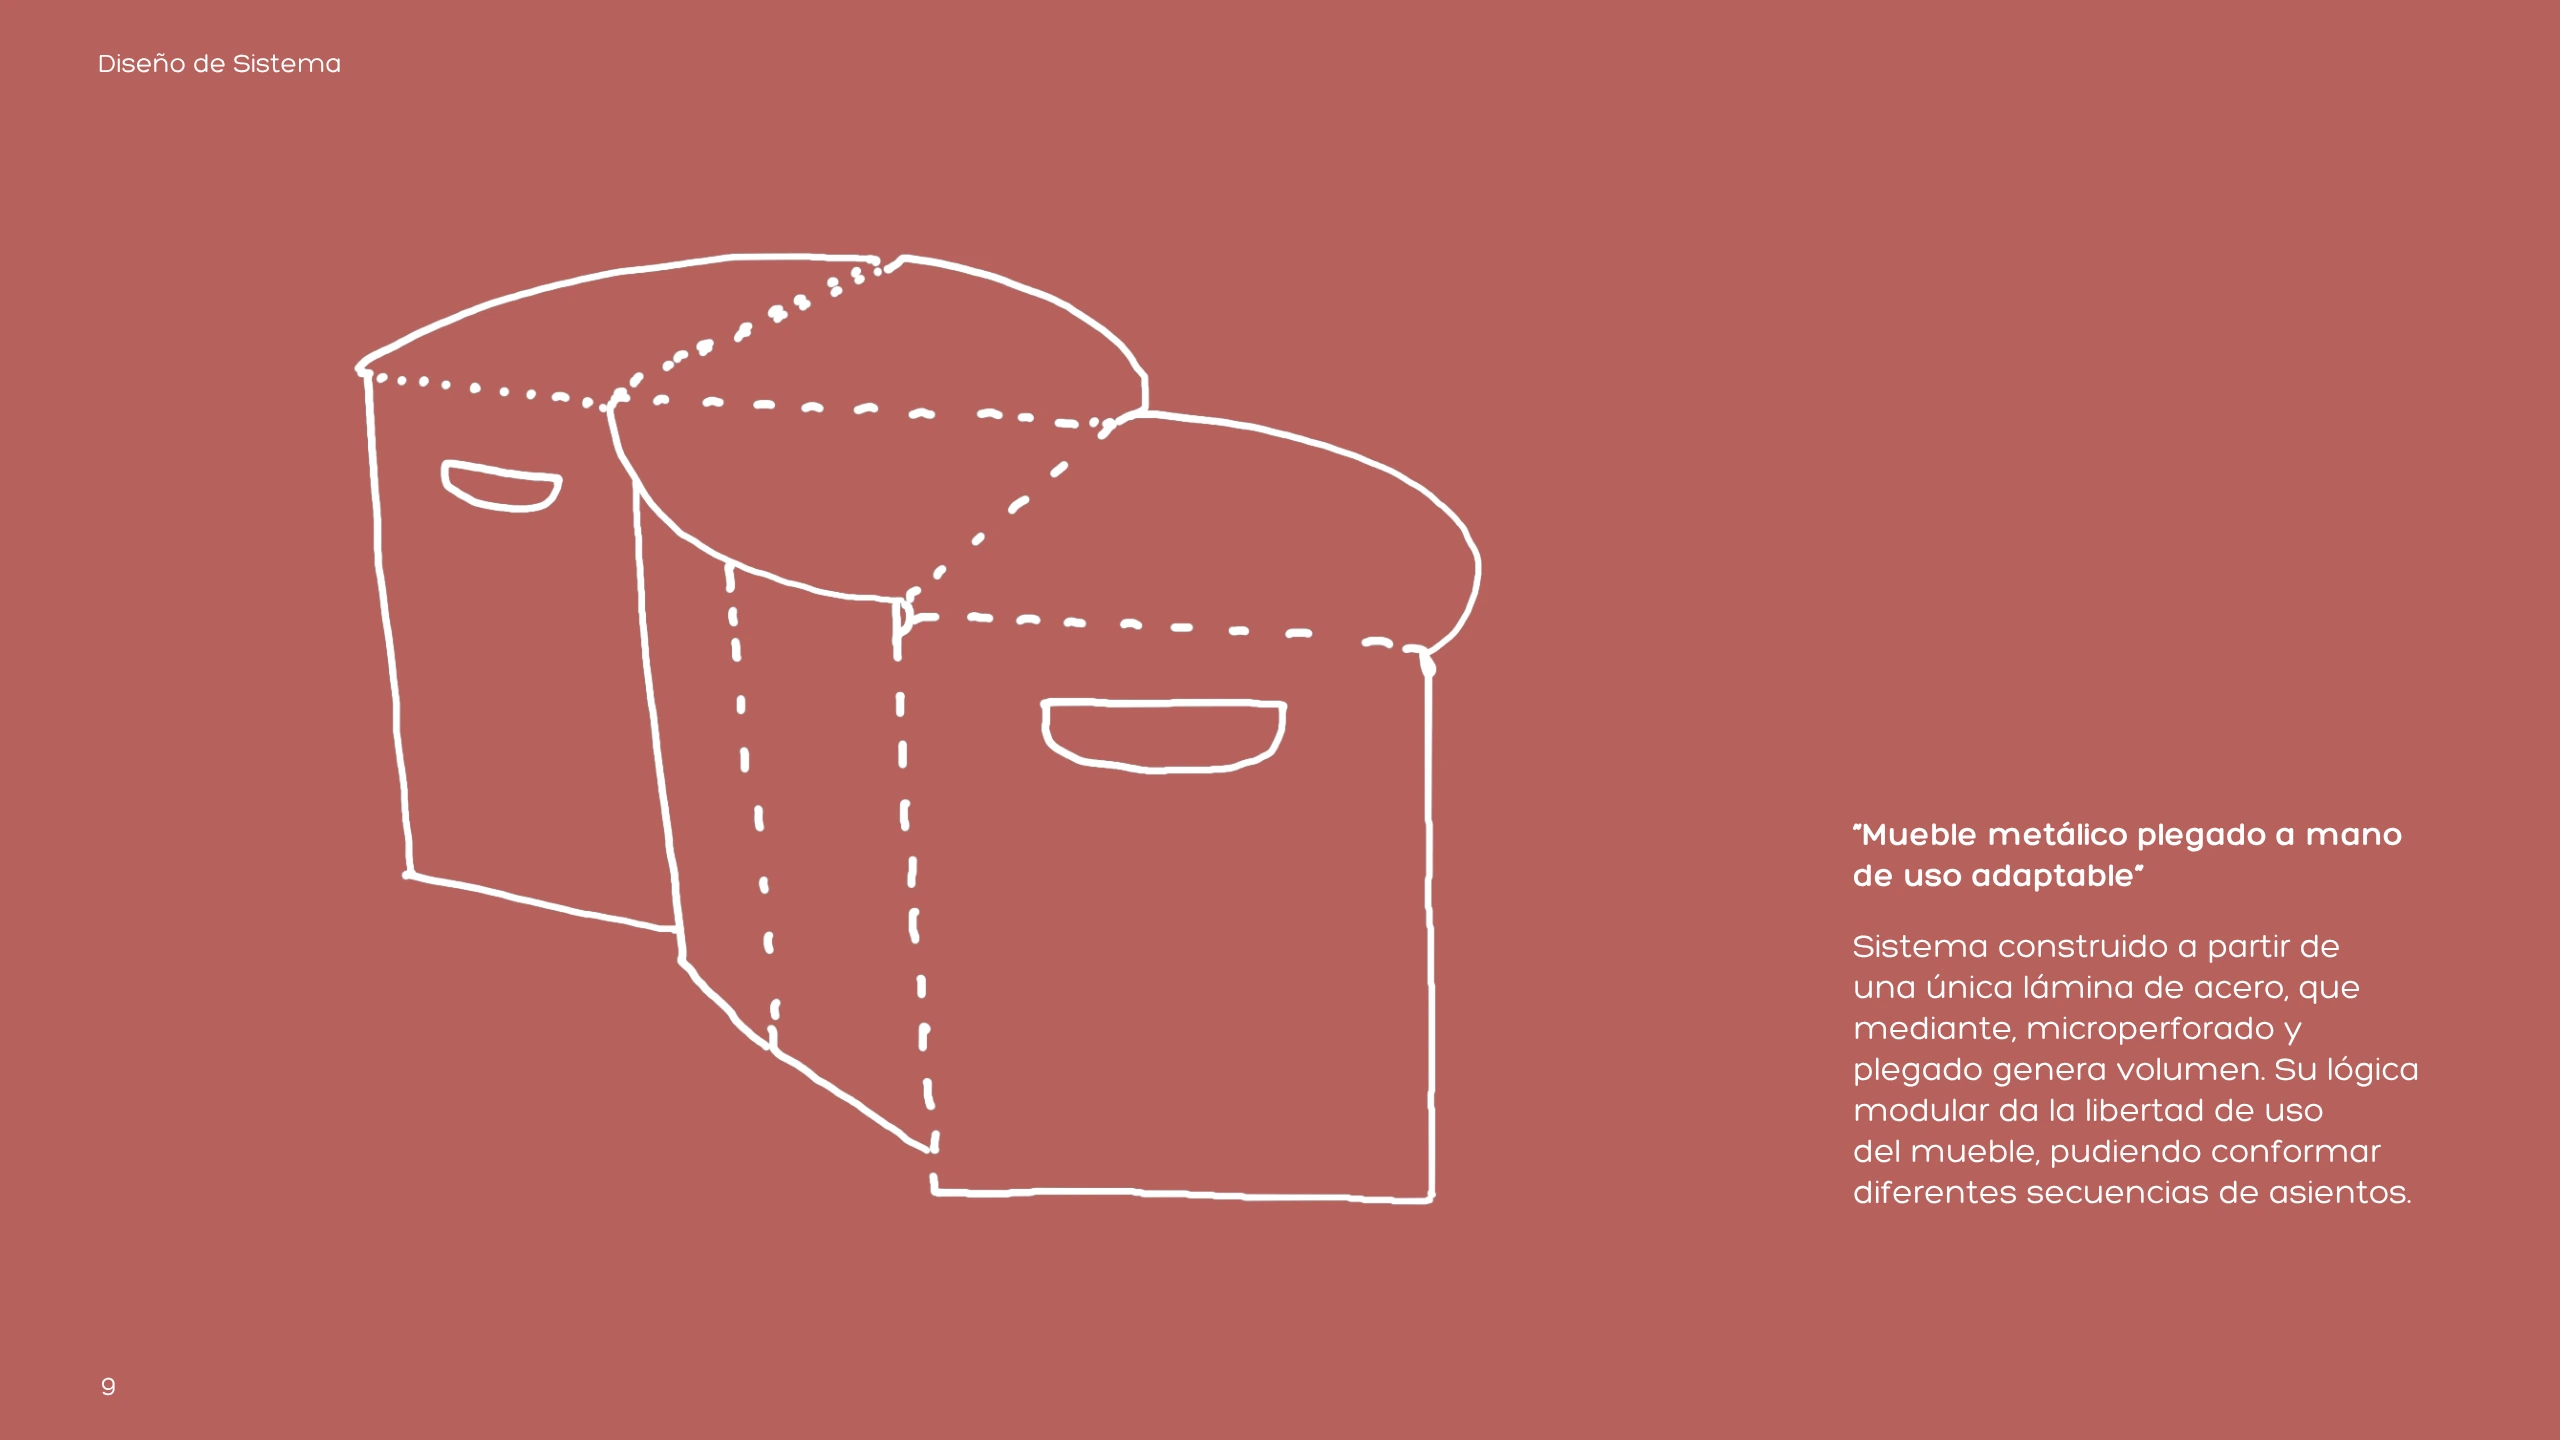 Diseño de Sistema
"Mueble metálico plegado a mano
de uso adaptable"
Sistema construido a partir de
una única lámina de acero, que
mediante, microperforado y
plegado genera volumen. Su lógica
modular da la libertad de uso
del mueble, pudiendo conformar
diferentes secuencias de asientos.
9